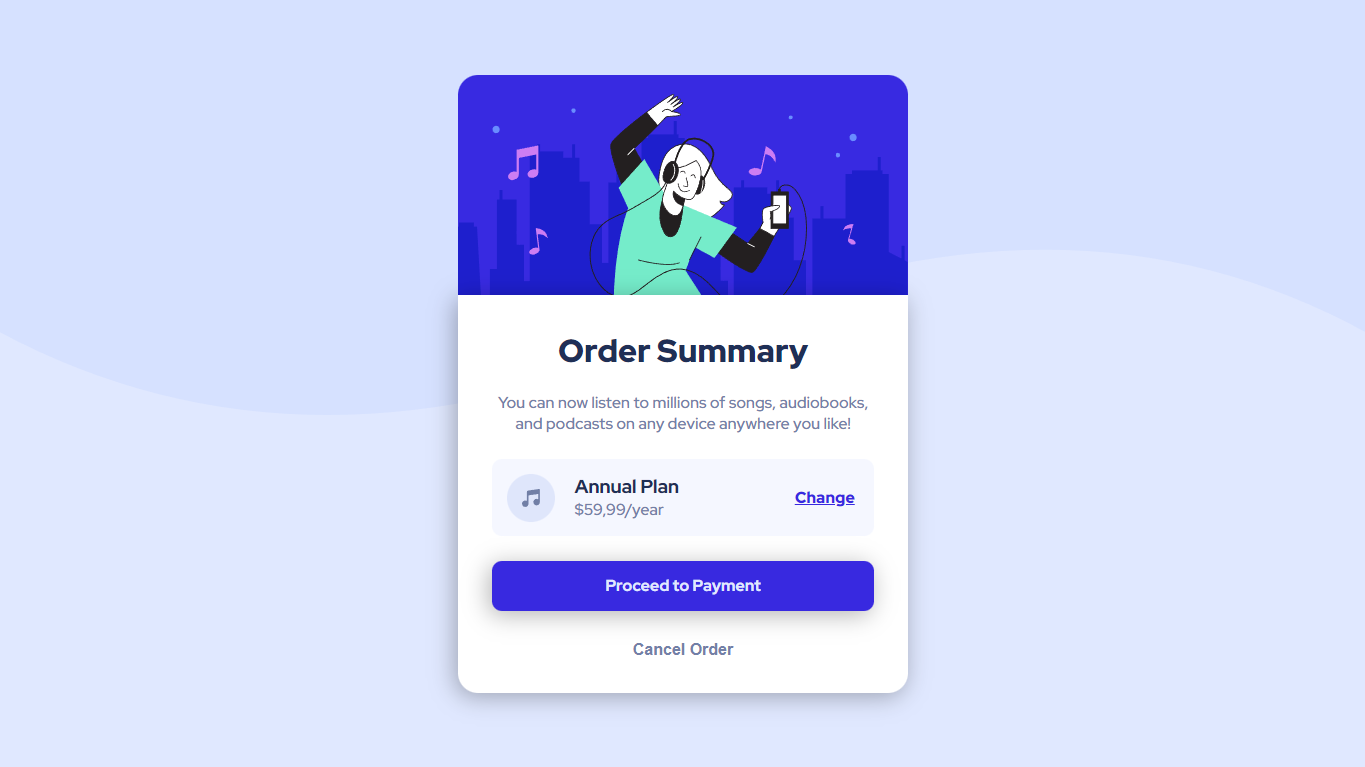 Order Summary
You can now listen to millions of songs, audiobooks,
and podcasts on any device anywhere you like!
Annual Plan
$59,99/year
Change
Proceed to Payment
Cancel Order